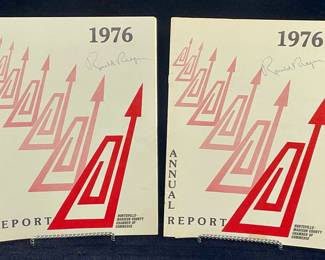 1976
Ronald Reagan
REPORT
HUNTSVILLE-
MADISON COUNTY
CHAMBER OF
COMMERCE
1976
Ronald Reagan
ANNUAL
REPORT
HUNTSVILLE-
MADISON COUNTY
CHAMBER OF
COMMERCE